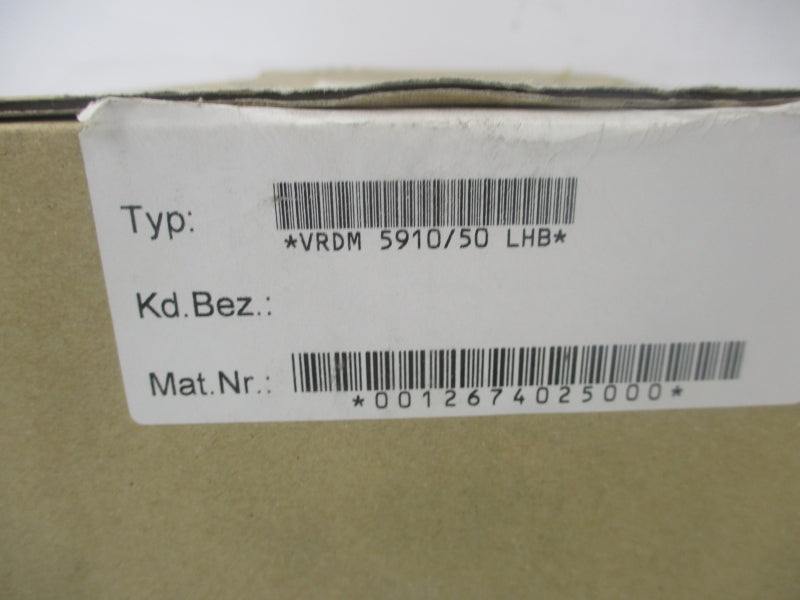 Typ:
*VRDM 5910/50 LHB*
Kd.Bez.:
Mat.Nr.:
*0012674025000*